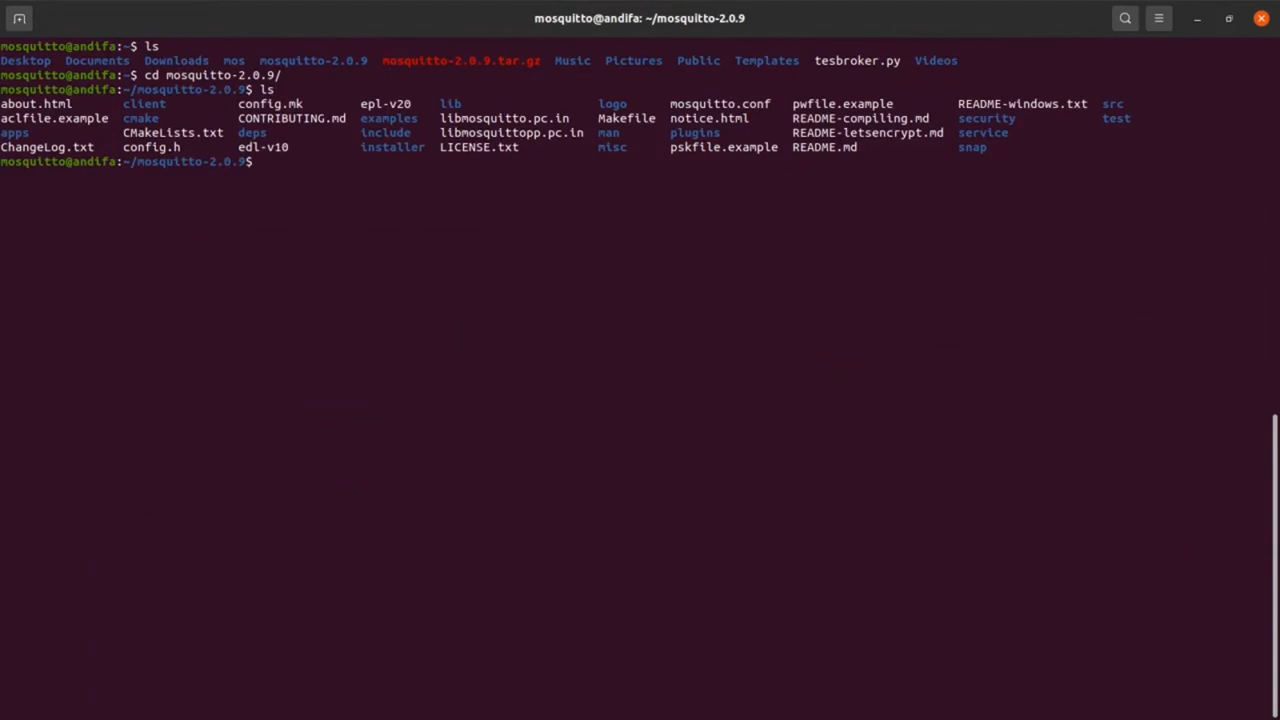 mosquitto@andifa: ~/mosquitto-2.0.9
mosquitto@andifa:~$ ls
Desktop Documents Downloads mos mosquitto-2.0.9 mosquitto-2.0.9.tar.gz Music Pictures Public Templates tesbroker.py Videos
mosquitto@andifa:~$ cd mosquitto-2.0.9/
mosquitto@andifa:~/mosquitto-2.0.9$ ls
about.html client config.mk epl-v20 lib logo mosquitto.conf pwfile.example README-windows.txt src
aclfile.example cmake CONTRIBUTING.md examples libmosquitto.pc.in Makefile notice.html README-compiling.md security test
apps CMakeLists.txt deps include libmosquittopp.pc.in man plugins README-letsencrypt.md service
ChangeLog.txt config.h edl-v10 installer LICENSE.txt misc pskfile.example README.md snap
mosquitto@andifa:~/mosquitto-2.0.9$